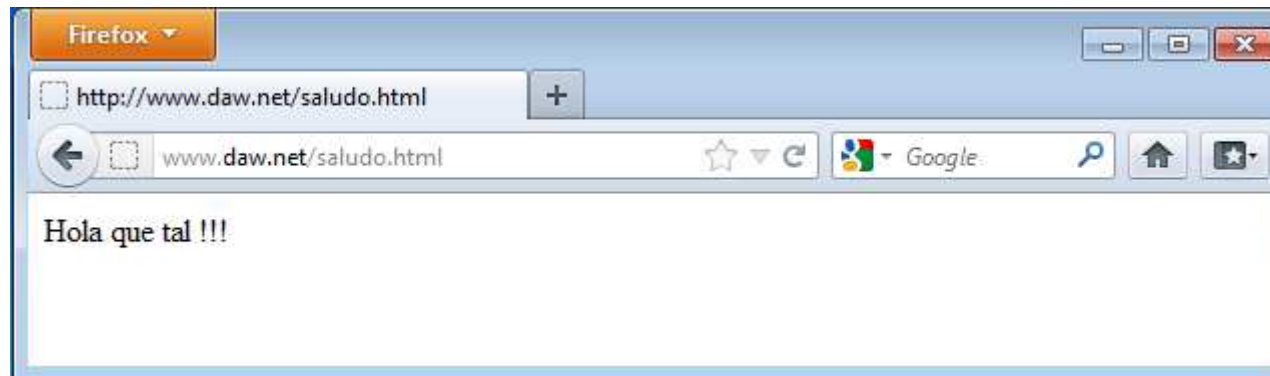 Firefox
http://www.daw.net/saludo.html
www.daw.net/saludo.html
Google
Hola que tal !!!